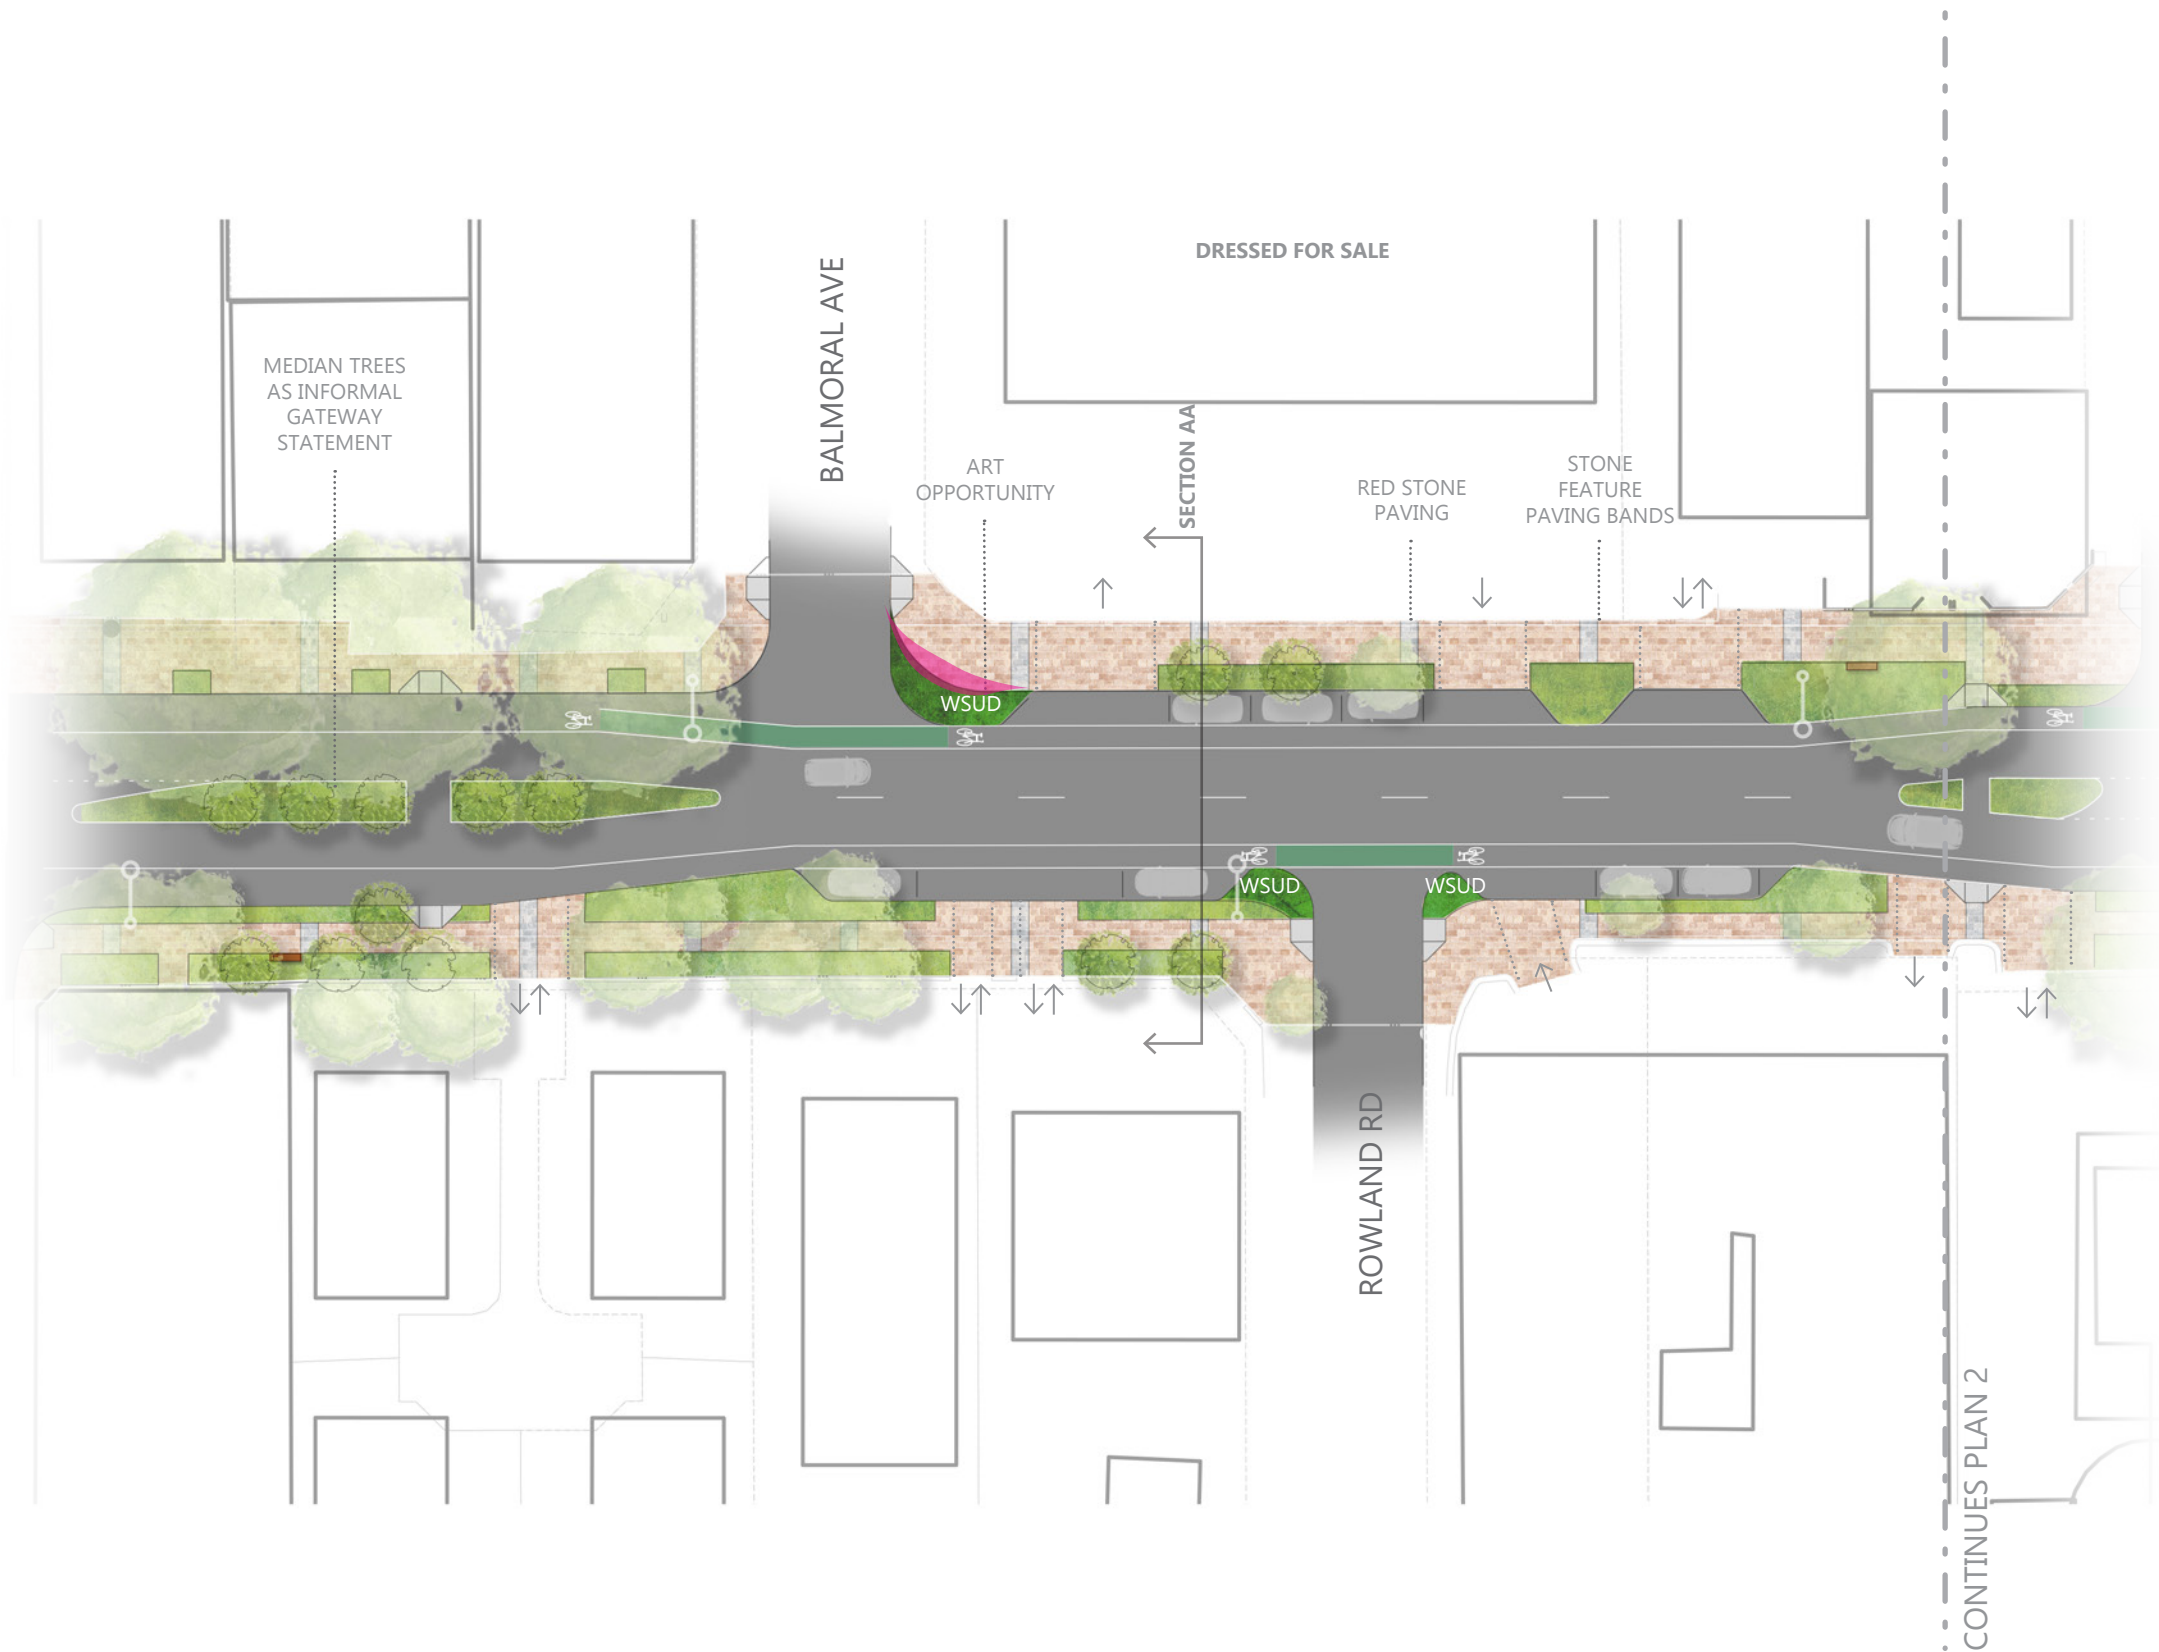 DRESSED FOR SALE
BALMORAL AVE
MEDIAN TREES
AS INFORMAL
GATEWAY
STATEMENT
ART
OPPORTUNITY
SECTION AA
RED STONE
PAVING
STONE
FEATURE
PAVING BANDS
WSUD
WSUD
WSUD
ROWLAND RD
CONTINUES PLAN 2